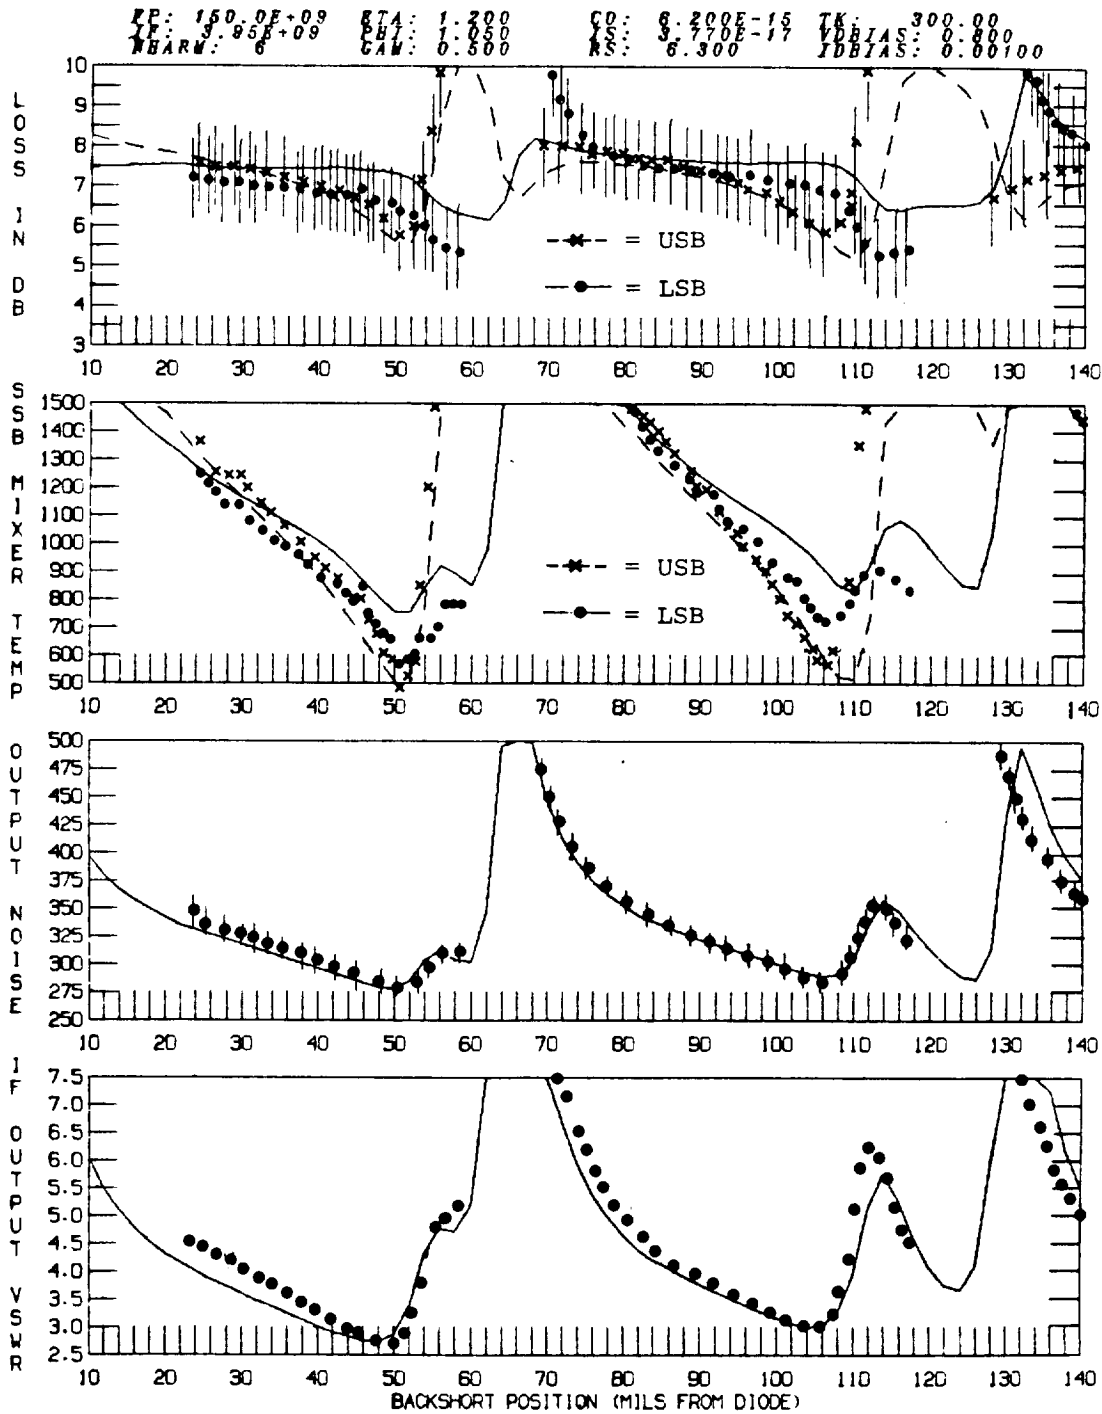 FP: 150.0E+09 ETA: 1.200 CO: 6.200E-15 TK: 300.00
IF: 3.95E+09 PHI: 1.050 IS: 3.770E-17 VDBIAS: 0.800
NHARM: 6 GAM: 0.500 RS: 6.300 IDBIAS: 0.00100
LOSS IN DB
10
9
8
7
6
5
4
3
--x-- = USB
—●— = LSB
10 20 30 40 50 60 70 80 90 100 110 120 130 140
SSB MIXER TEMP
1500
1400
1300
1200
1100
1000
900
800
700
600
500
--x-- = USB
—●— = LSB
10 20 30 40 50 60 70 80 90 100 110 120 130 140
OUTPUT NOISE
500
475
450
425
400
375
350
325
300
275
250
10 20 30 40 50 60 70 80 90 100 110 120 130 140
IF OUTPUT VSWR
7.5
7.0
6.5
6.0
5.5
5.0
4.5
4.0
3.5
3.0
2.5
10 20 30 40 50 60 70 80 90 100 110 120 130 140
BACKSHORT POSITION (MILS FROM DIODE)